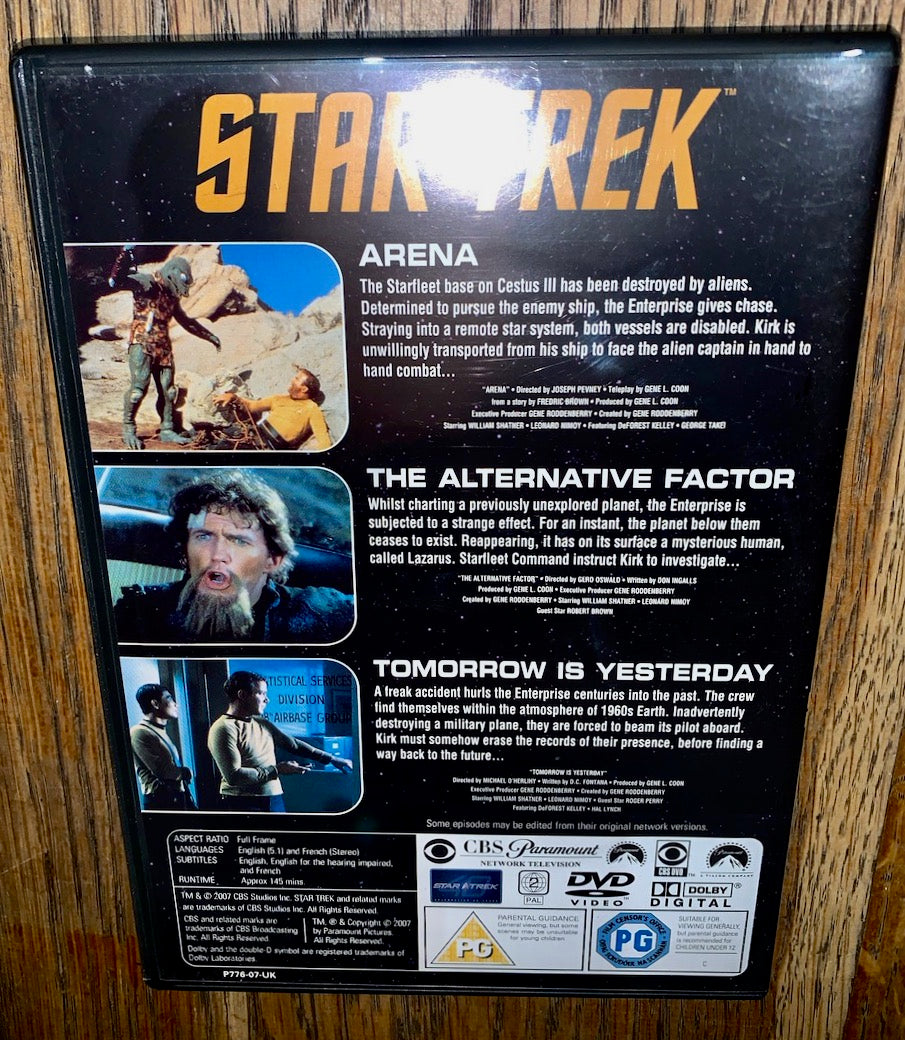 STAR TREK™
ARENA
The Starfleet base on Cestus III has been destroyed by aliens.
Determined to pursue the enemy ship, the Enterprise gives chase.
Straying into a remote star system, both vessels are disabled. Kirk is
unwillingly transported from his ship to face the alien captain in hand to
hand combat...
"ARENA" • Directed by JOSEPH PEVNEY • Teleplay by GENE L. COON
from a story by FREDRIC BROWN • Produced by GENE L. COON
Executive Producer GENE RODDENBERRY • Created by GENE RODDENBERRY
Starring WILLIAM SHATNER • LEONARD NIMOY • Featuring DeFOREST KELLEY • GEORGE TAKEI
THE ALTERNATIVE FACTOR
Whilst charting a previously unexplored planet, the Enterprise is
subjected to a strange effect. For an instant, the planet below them
ceases to exist. Reappearing, it has on its surface a mysterious human,
called Lazarus. Starfleet Command instruct Kirk to investigate...
"THE ALTERNATIVE FACTOR" • Directed by GERD OSWALD • Written by DON INGALLS
Produced by GENE L. COON • Executive Producer GENE RODDENBERRY
Created by GENE RODDENBERRY • Starring WILLIAM SHATNER • LEONARD NIMOY
Guest Star ROBERT BROWN
TISTICAL SERVICES
DIVISION
AIRBASE GROUP
TOMORROW IS YESTERDAY
A freak accident hurls the Enterprise centuries into the past. The crew
find themselves within the atmosphere of 1960s Earth. Inadvertently
destroying a military plane, they are forced to beam its pilot aboard.
Kirk must somehow erase the records of their presence, before finding a
way back to the future...
"TOMORROW IS YESTERDAY"
Directed by MICHAEL O'HERLIHY • Written by D.C. FONTANA • Produced by GENE L. COON
Executive Producer GENE RODDENBERRY • Created by GENE RODDENBERRY
Starring WILLIAM SHATNER • LEONARD NIMOY • Guest Star ROGER PERRY
Featuring DeFOREST KELLEY • HAL LYNCH
Some episodes may be edited from their original network versions.
ASPECT RATIO Full Frame
LANGUAGES English (5.1) and French (Stereo)
SUBTITLES English, English for the hearing impaired,
and French
RUNTIME Approx 145 mins.
TM & © 2007 CBS Studios Inc. STAR TREK and related marks
are trademarks of CBS Studios Inc. All Rights Reserved.
CBS and related marks are
trademarks of CBS Broadcasting
Inc. All Rights Reserved.
TM, ® & Copyright © 2007
by Paramount Pictures.
All Rights Reserved.
Dolby and the double-D symbol are registered trademarks of
Dolby Laboratories.
P776-07-UK
CBS Paramount
NETWORK TELEVISION
Paramount
CBS DVD™
Paramount
STAR TREK
2
PAL
DVD
VIDEO™
DOLBY®
DIGITAL
PG
PARENTAL GUIDANCE
General viewing, but some
scenes may be unsuitable
for young children
FILM CENSOR'S OFFICE
PG
SUITABLE FOR
VIEWING GENERALLY,
but parental guidance
is recommended for
CHILDREN UNDER 12
C